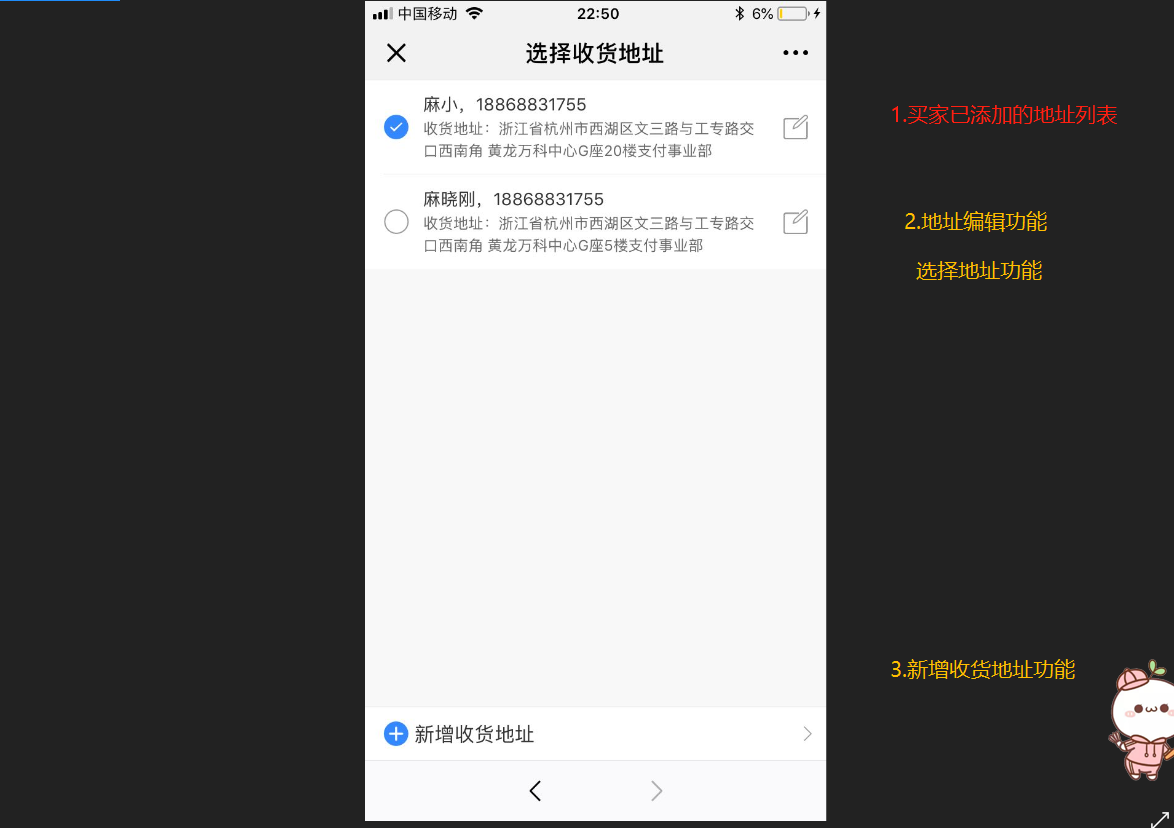 中国移动 22:50 6%
选择收货地址
麻小，18868831755
收货地址：浙江省杭州市西湖区文三路与工专路交
口西南角 黄龙万科中心G座20楼支付事业部
麻晓刚，18868831755
收货地址：浙江省杭州市西湖区文三路与工专路交
口西南角 黄龙万科中心G座5楼支付事业部
新增收货地址
1.买家已添加的地址列表
2.地址编辑功能
选择地址功能
3.新增收货地址功能